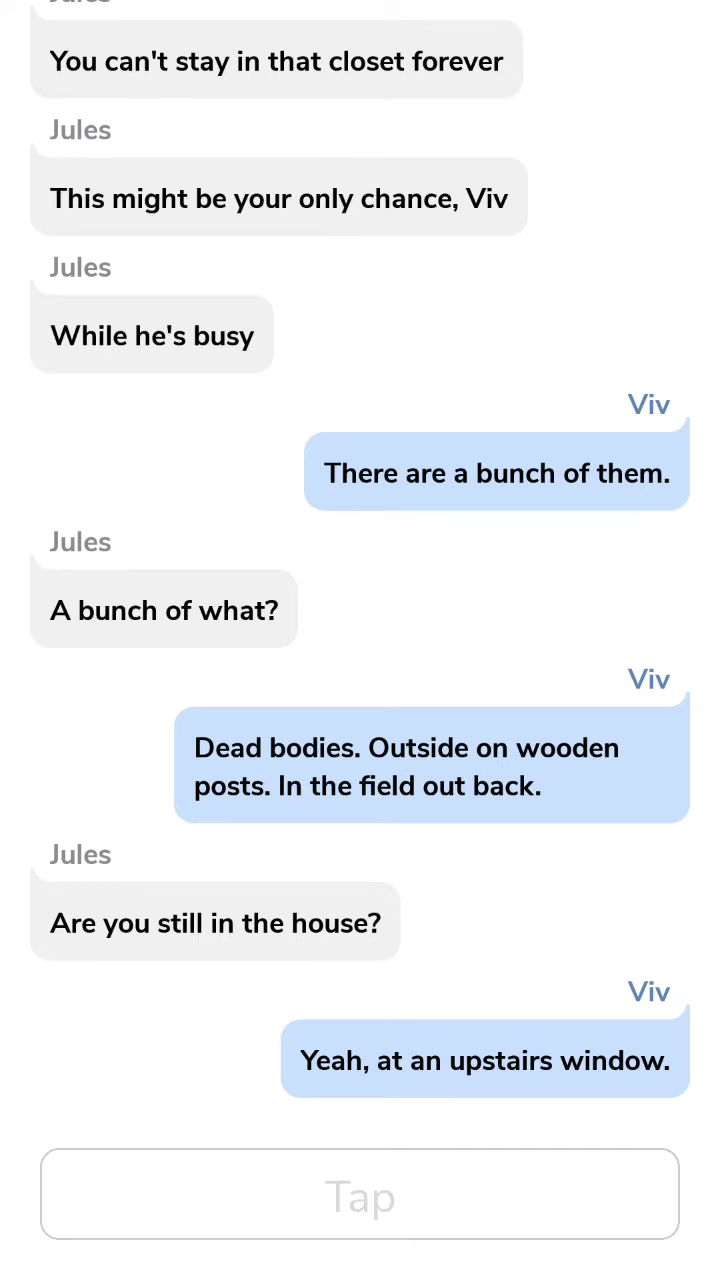 You can't stay in that closet forever
Jules
This might be your only chance, Viv
Jules
While he's busy
Viv
There are a bunch of them.
Jules
A bunch of what?
Viv
Dead bodies. Outside on wooden
posts. In the field out back.
Jules
Are you still in the house?
Viv
Yeah, at an upstairs window.
Tap